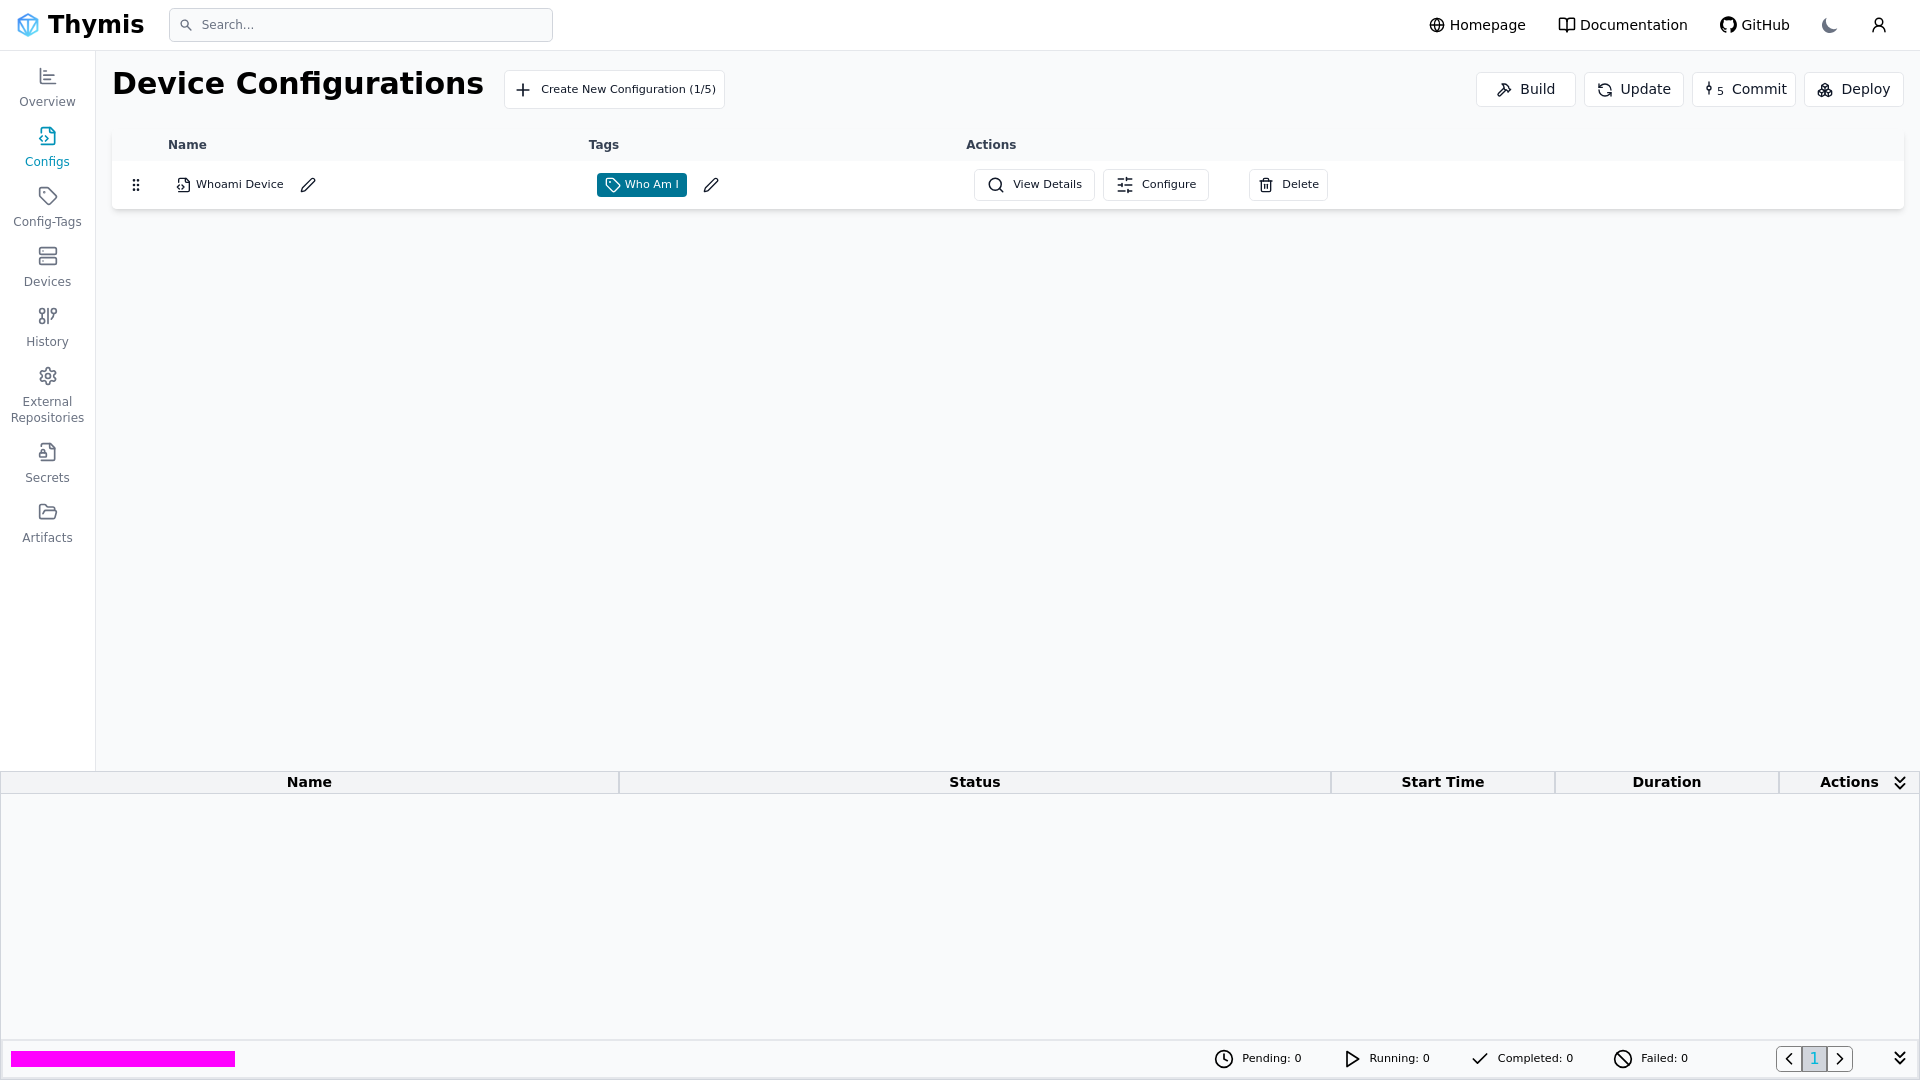 Thymis
Search...
Homepage
Documentation
GitHub
Overview
Configs
Config-Tags
Devices
History
External
Repositories
Secrets
Artifacts
Device Configurations
Create New Configuration (1/5)
Build
Update
5 Commit
Deploy
Name Tags Actions
Whoami Device
Who Am I
View Details
Configure
Delete
Name Status Start Time Duration Actions
Pending: 0
Running: 0
Completed: 0
Failed: 0
1